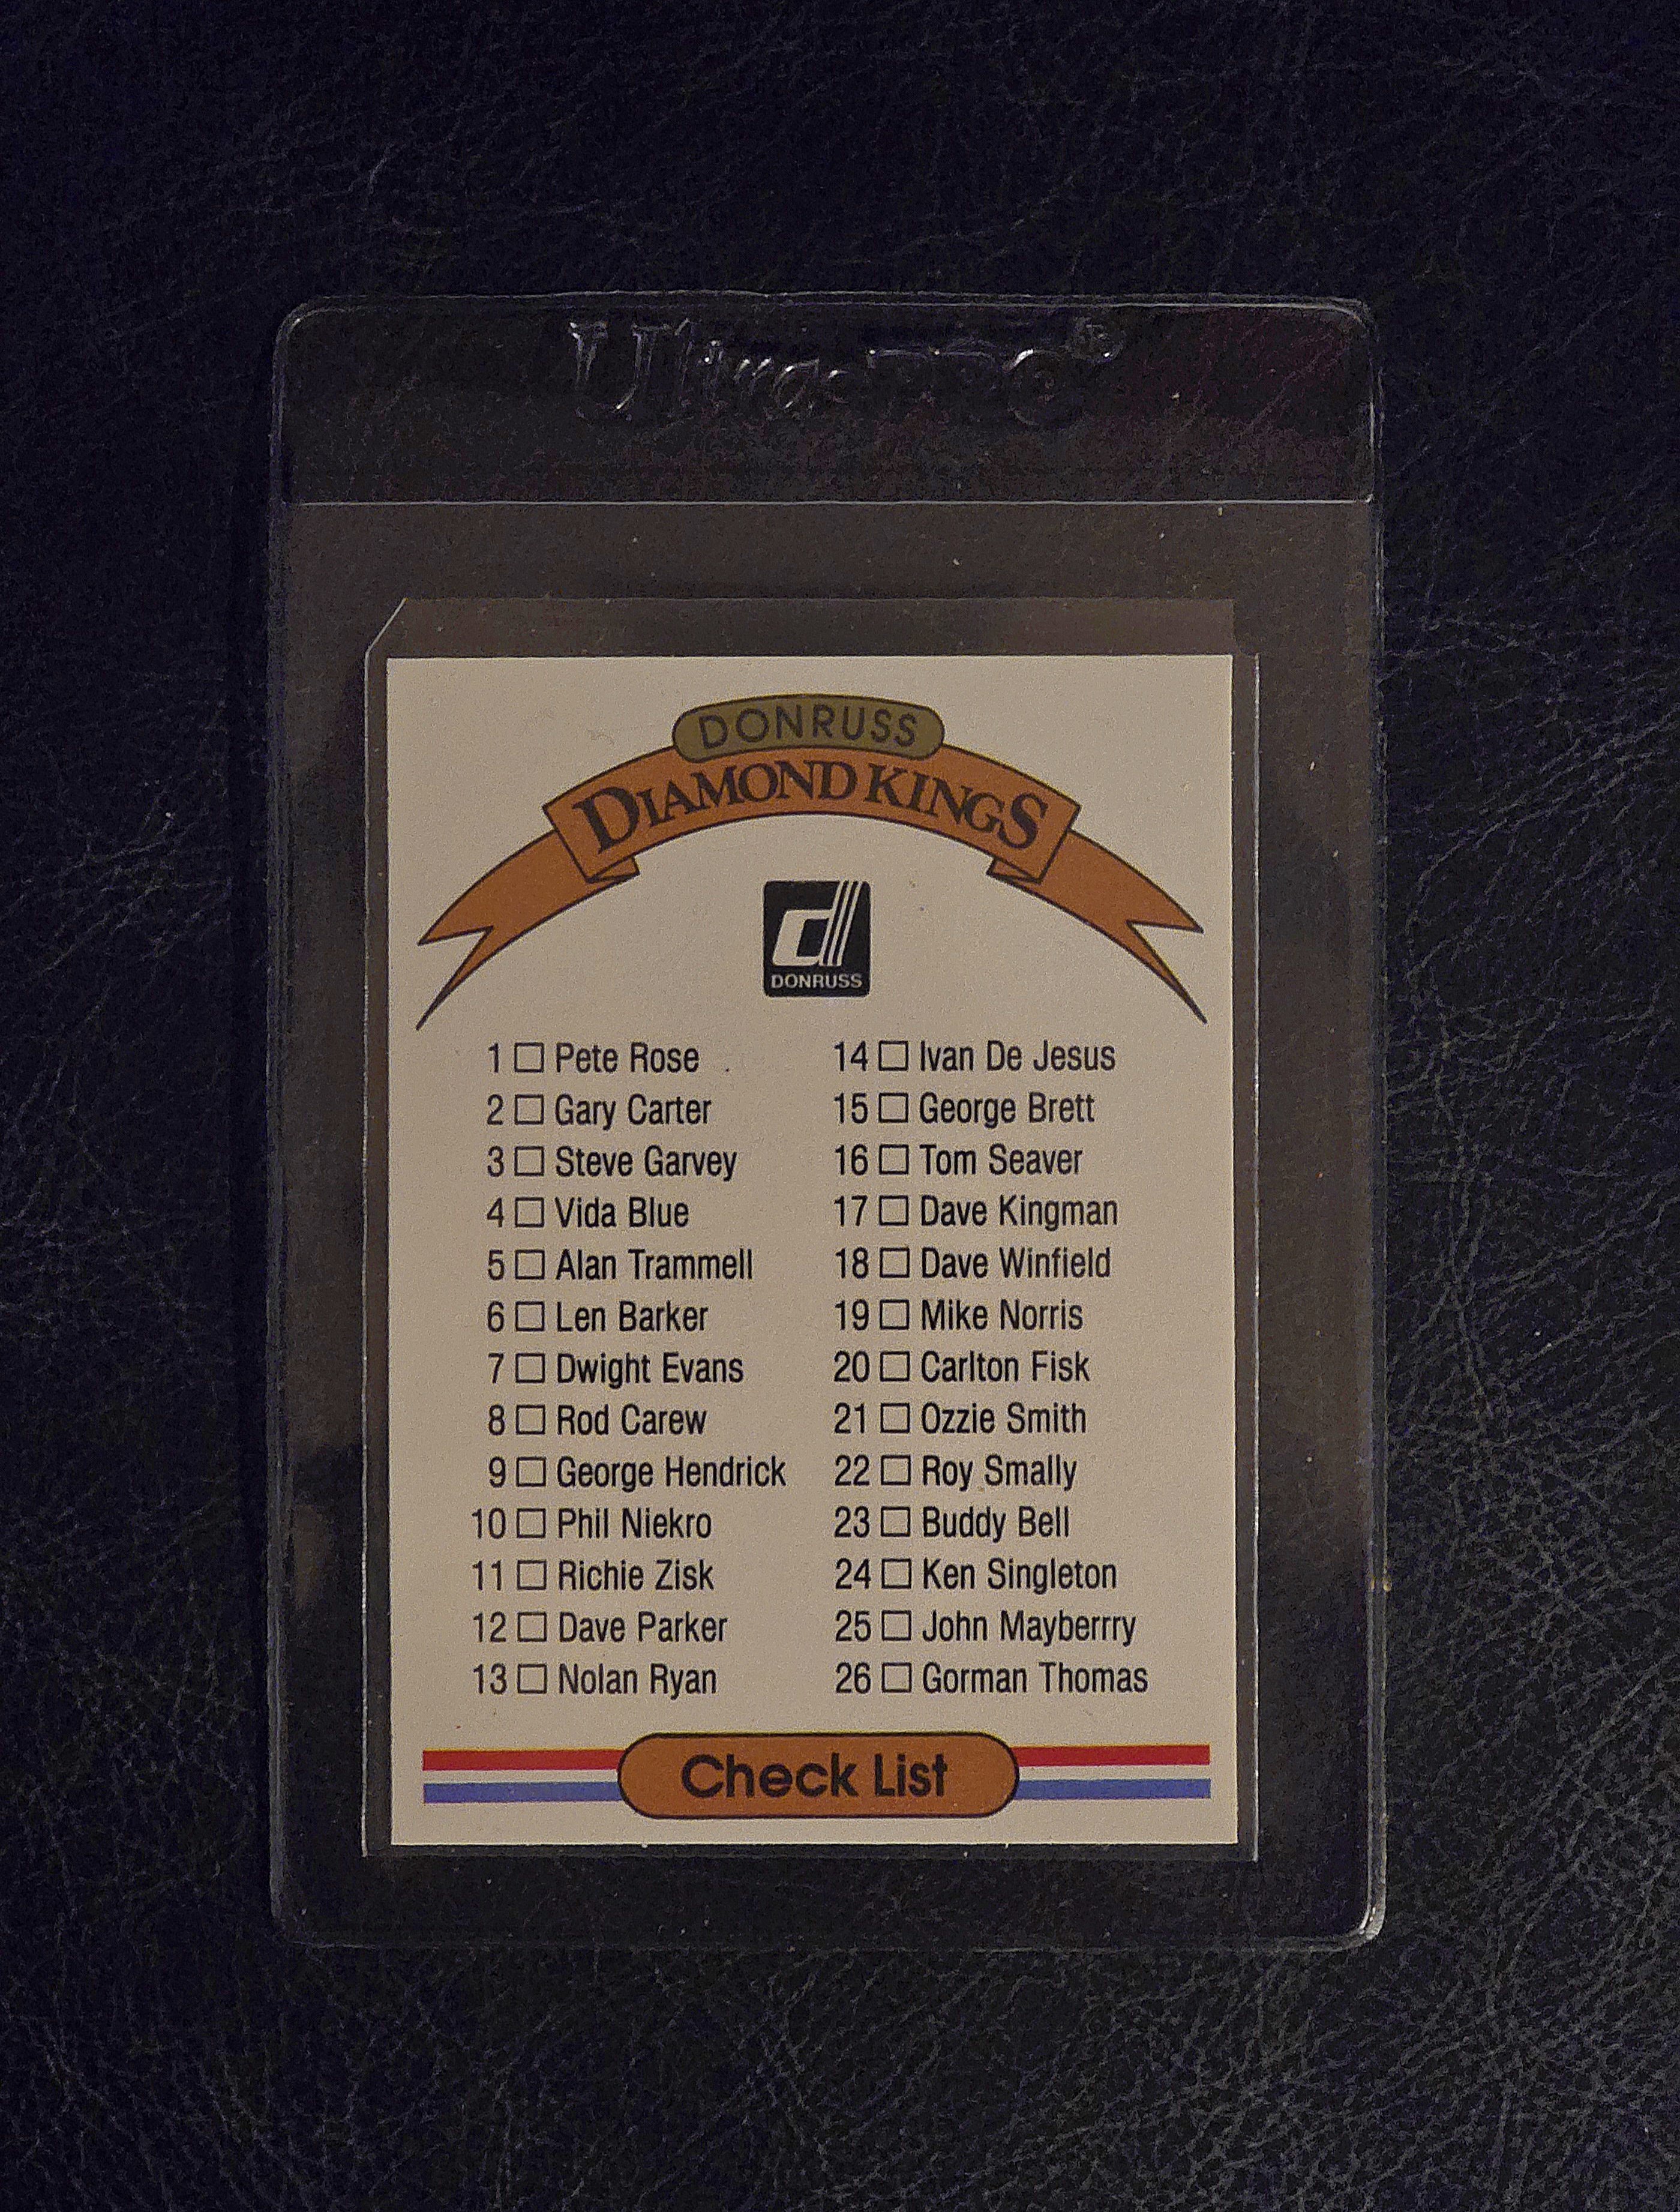 Ultra·PRO®
DONRUSS
DIAMOND KINGS
d
DONRUSS
1 □ Pete Rose
2 □ Gary Carter
3 □ Steve Garvey
4 □ Vida Blue
5 □ Alan Trammell
6 □ Len Barker
7 □ Dwight Evans
8 □ Rod Carew
9 □ George Hendrick
10 □ Phil Niekro
11 □ Richie Zisk
12 □ Dave Parker
13 □ Nolan Ryan
14 □ Ivan De Jesus
15 □ George Brett
16 □ Tom Seaver
17 □ Dave Kingman
18 □ Dave Winfield
19 □ Mike Norris
20 □ Carlton Fisk
21 □ Ozzie Smith
22 □ Roy Smally
23 □ Buddy Bell
24 □ Ken Singleton
25 □ John Mayberrry
26 □ Gorman Thomas
Check List